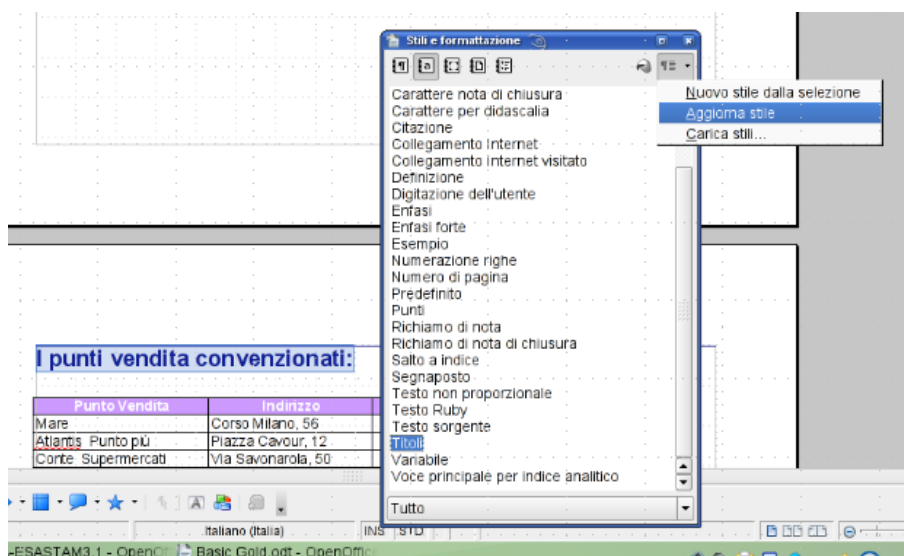 Stili e formattazione
Nuovo stile dalla selezione
Aggiorna stile
Carica stili...
Carattere nota di chiusura
Carattere per didascalia
Citazione
Collegamento Internet
Collegamento Internet visitato
Definizione
Digitazione dell'utente
Enfasi
Enfasi forte
Esempio
Numerazione righe
Numero di pagina
Predefinito
Punti
Richiamo di nota
Richiamo di nota di chiusura
Salto a indice
Segnaposto
Testo non proporzionale
Testo Ruby
Testo sorgente
Titoli
Variabile
Voce principale per indice analitico
Tutto
I punti vendita convenzionati:
Punto Vendita Indirizzo
Mare Corso Milano, 56
Atlantis Punto più Piazza Cavour, 12
Conte Supermercati Via Savonarola, 50
Italiano (Italia) INS STD
-ESASTAM3.1 - OpenOf Basic Gold.odt - OpenOffice